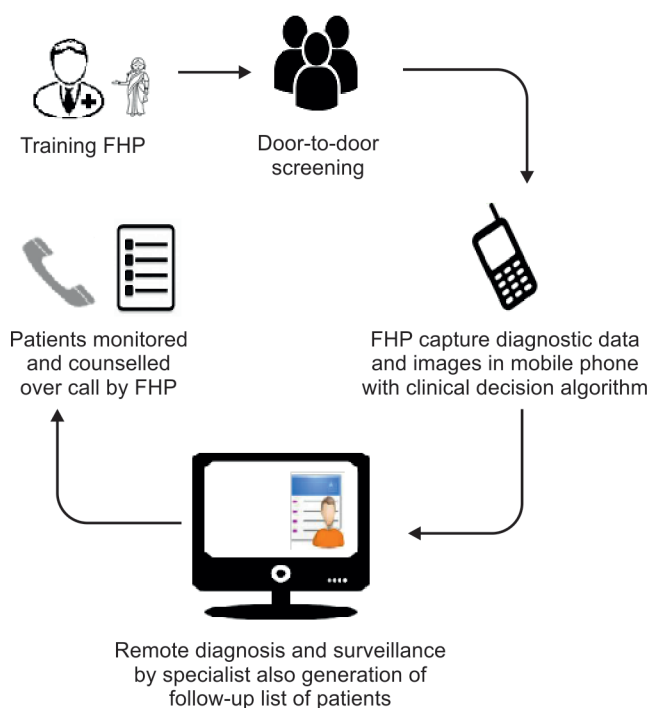 Training FHP
Door-to-door
screening
FHP capture diagnostic data
and images in mobile phone
with clinical decision algorithm
Remote diagnosis and surveillance
by specialist also generation of
follow-up list of patients
Patients monitored
and counselled
over call by FHP